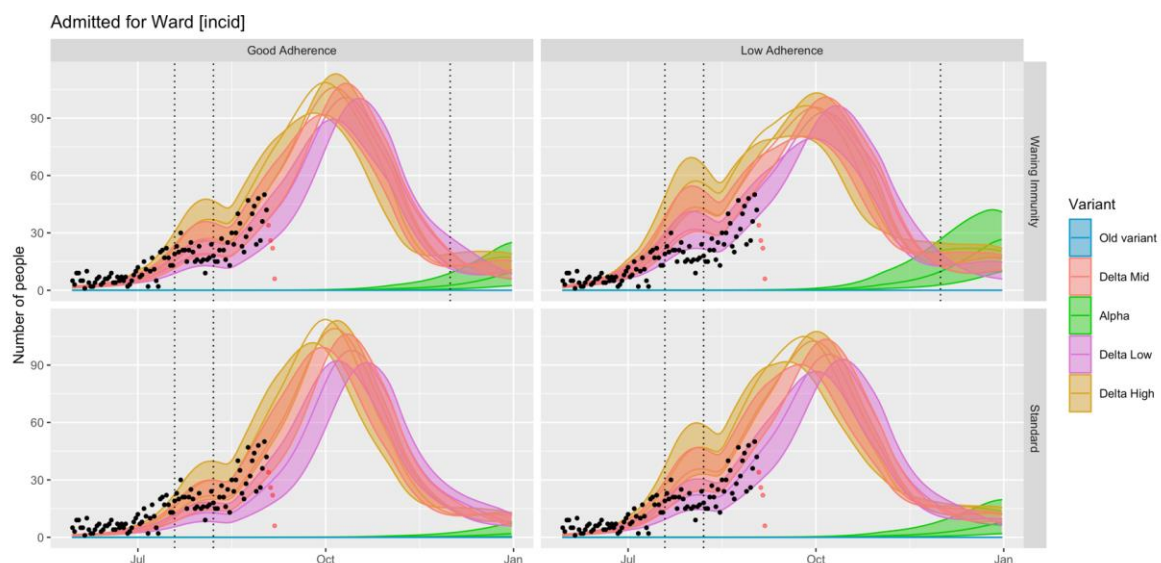 Admitted for Ward [incid]
Good Adherence
Low Adherence
Number of people
90
60
30
0
Waning Immunity
90
60
30
0
Standard
Jul
Oct
Jan
Jul
Oct
Jan
Variant
Old variant
Delta Mid
Alpha
Delta Low
Delta High